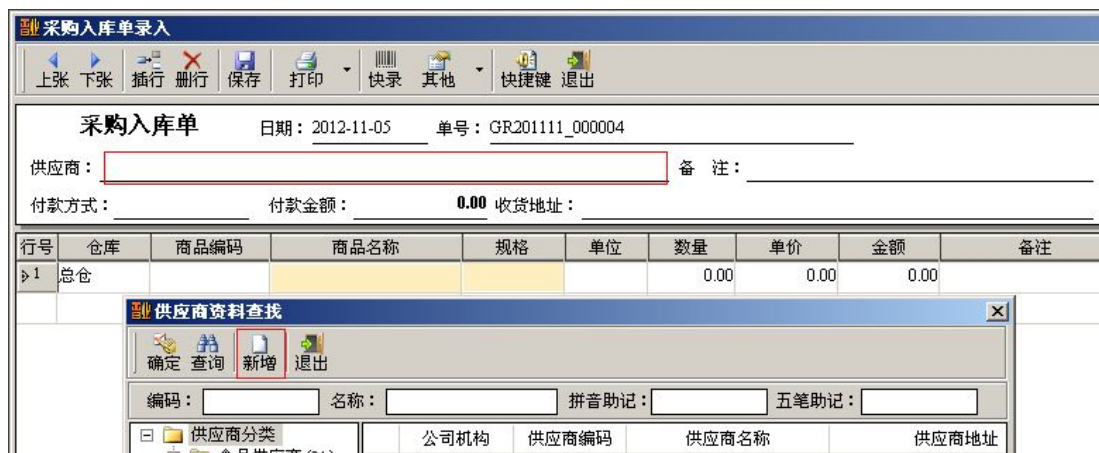 采购入库单录入
上张 下张 插行 删行 保存 打印 快录 其他 快捷键 退出
采购入库单 日期：2012-11-05 单号：GR201111_000004
供应商： 备 注：
付款方式： 付款金额： 0.00 收货地址：
行号 仓库 商品编码 商品名称 规格 单位 数量 单价 金额 备注
1 总仓 0.00 0.00 0.00
供应商资料查找
确定 查询 新增 退出
编码： 名称： 拼音助记： 五笔助记：
供应商分类 公司机构 供应商编码 供应商名称 供应商地址